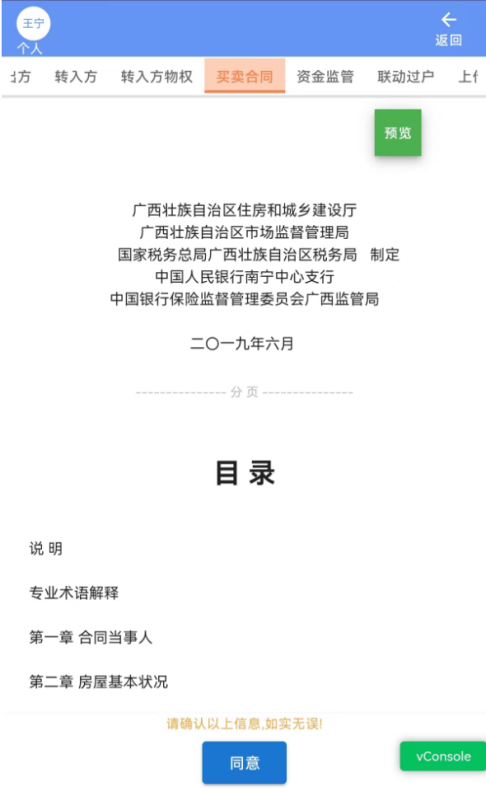 王宁
个人
返回
出方 转入方 转入方物权 买卖合同 资金监管 联动过户 上传
预览
广西壮族自治区住房和城乡建设厅
广西壮族自治区市场监督管理局
国家税务总局广西壮族自治区税务局 制定
中国人民银行南宁中心支行
中国银行保险监督管理委员会广西监管局
二〇一九年六月
--------------- 分 页 ---------------
目 录
说 明
专业术语解释
第一章 合同当事人
第二章 房屋基本状况
请确认以上信息,如实无误!
同意
vConsole